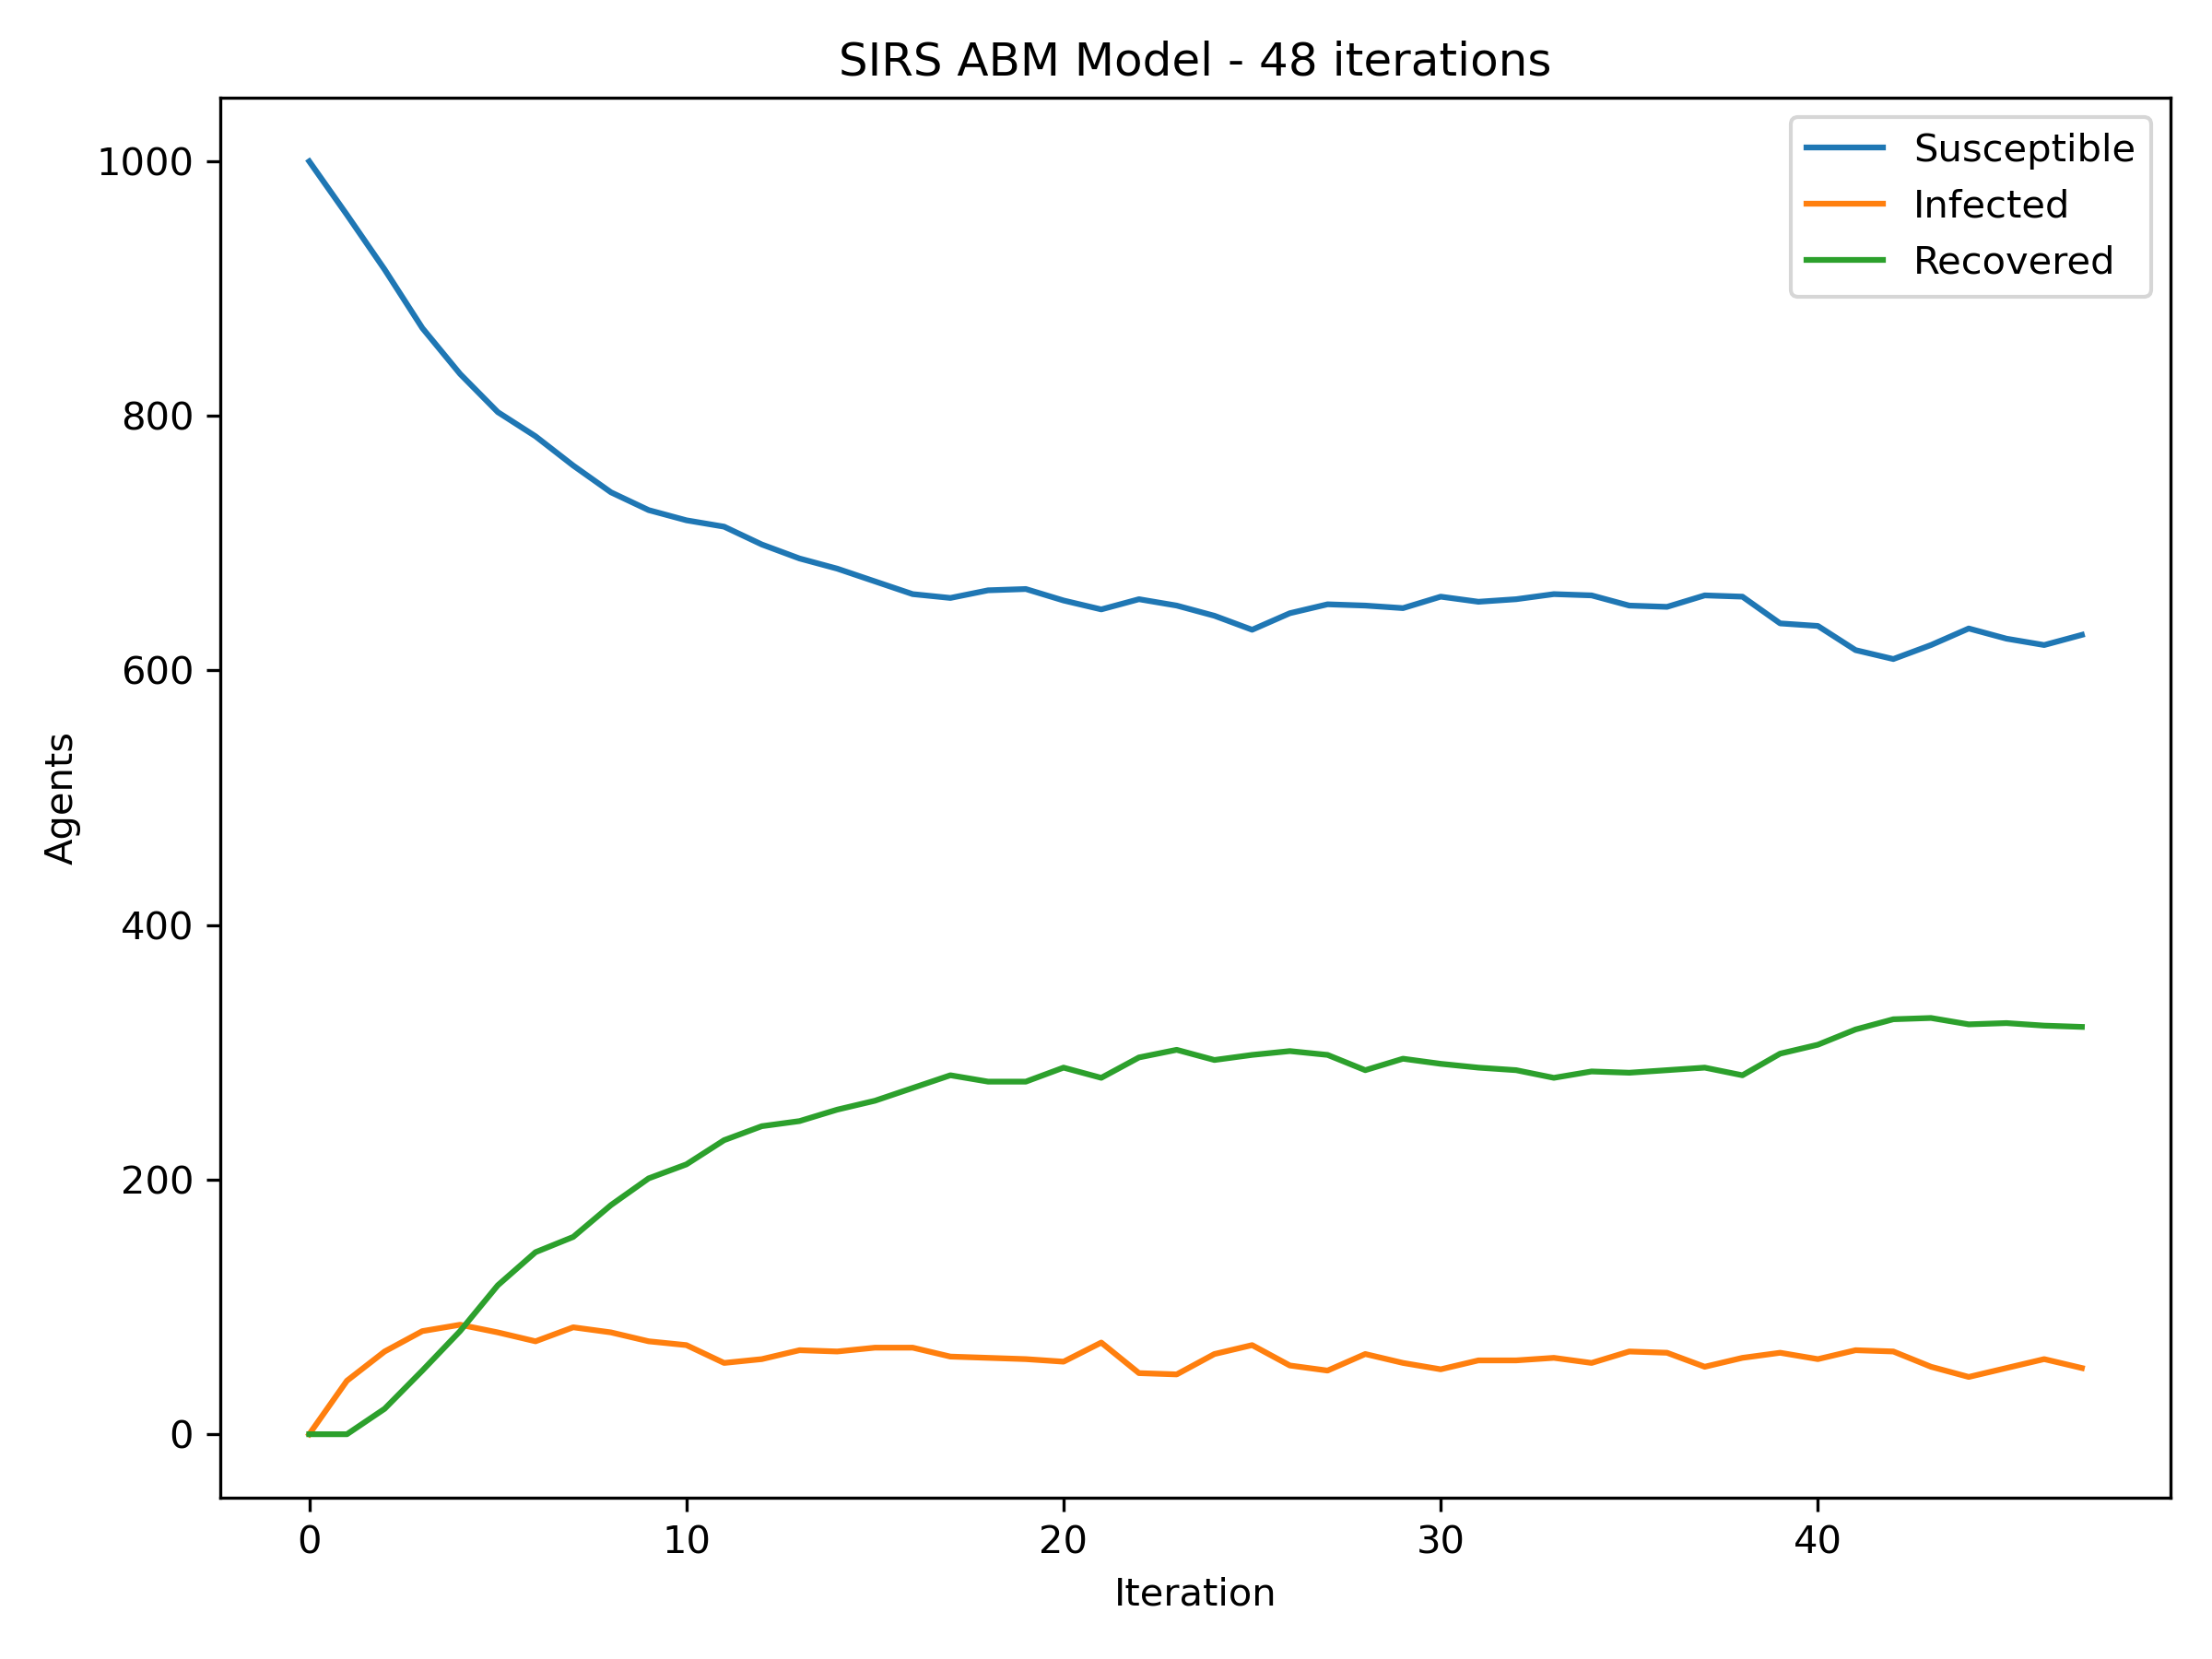 SIRS ABM Model - 48 iterations
Susceptible
Infected
Recovered
1000
800
600
400
200
0
Agents
0 10 20 30 40
Iteration